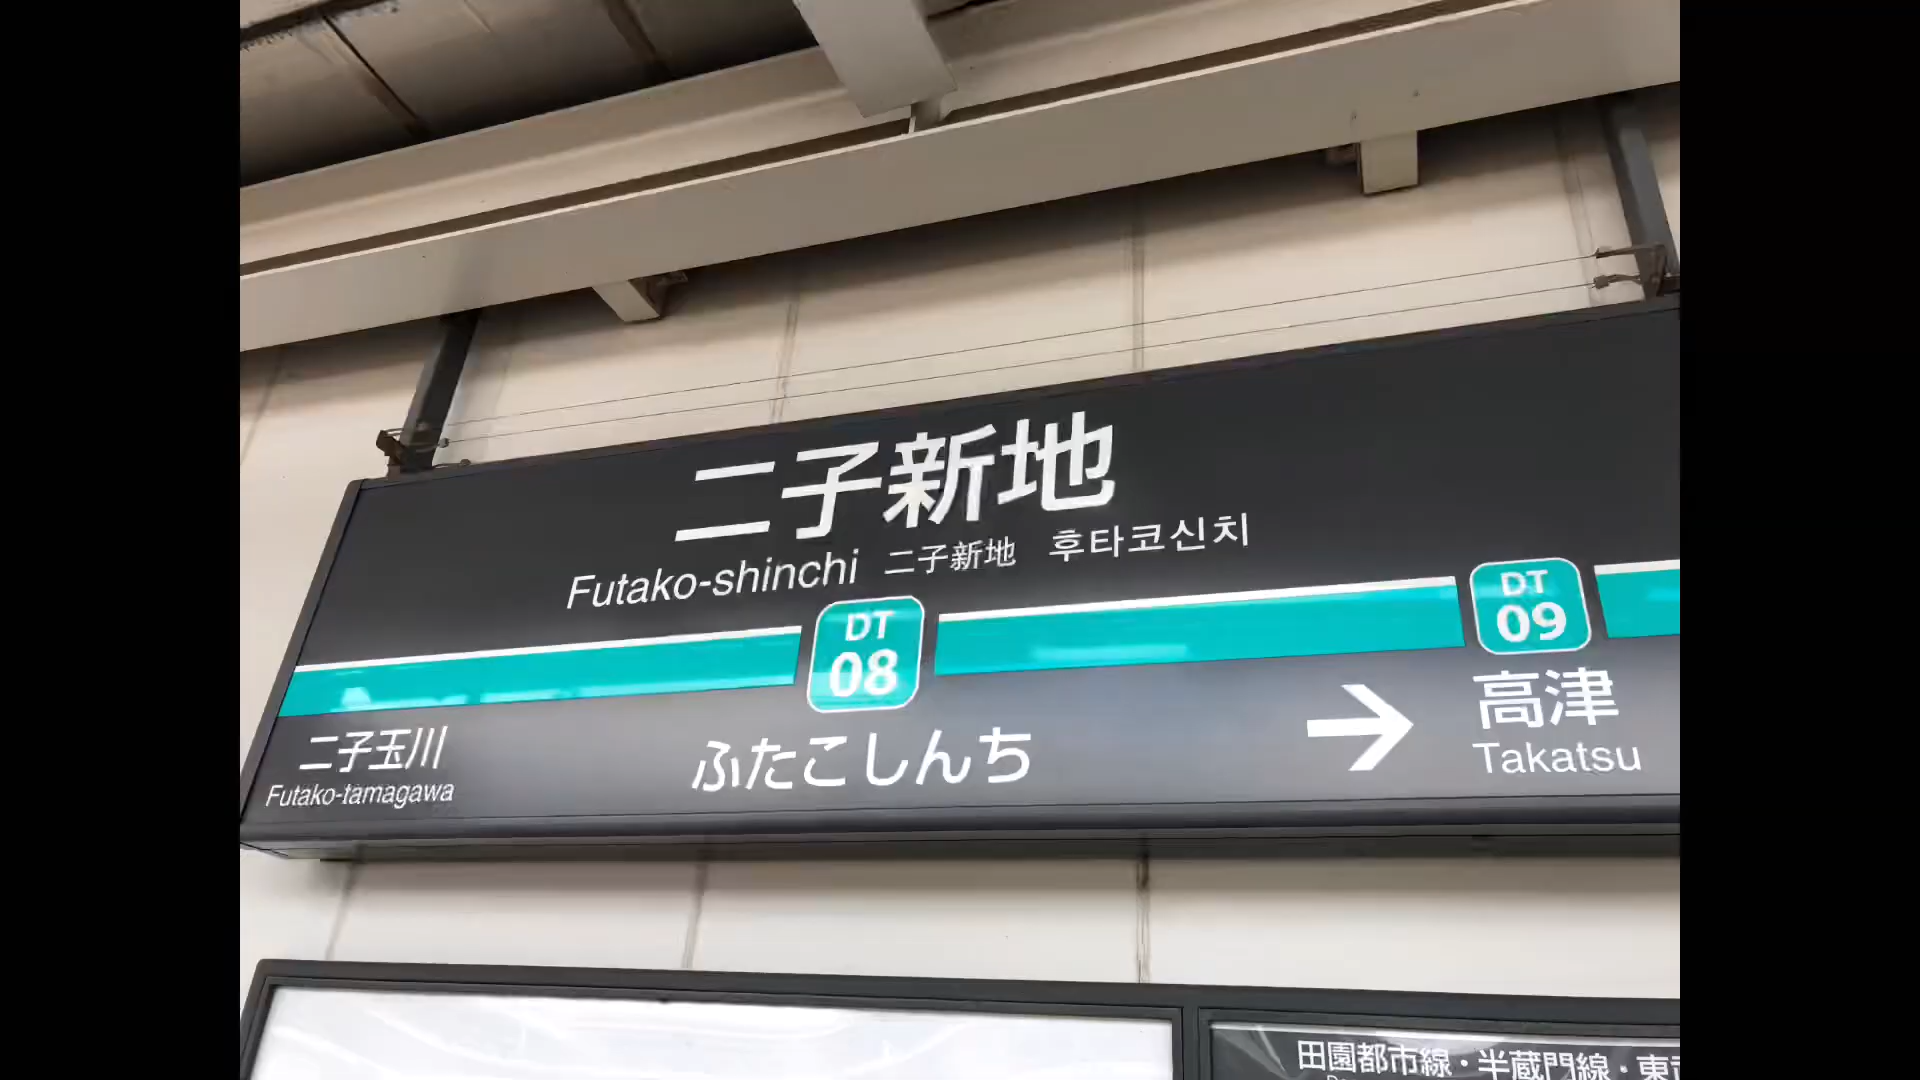 二子新地
Futako-shinchi 二子新地 후타코신치
DT 08
DT 09
二子玉川
Futako-tamagawa
ふたこしんち
→
高津
Takatsu
田園都市線・半蔵門線・東